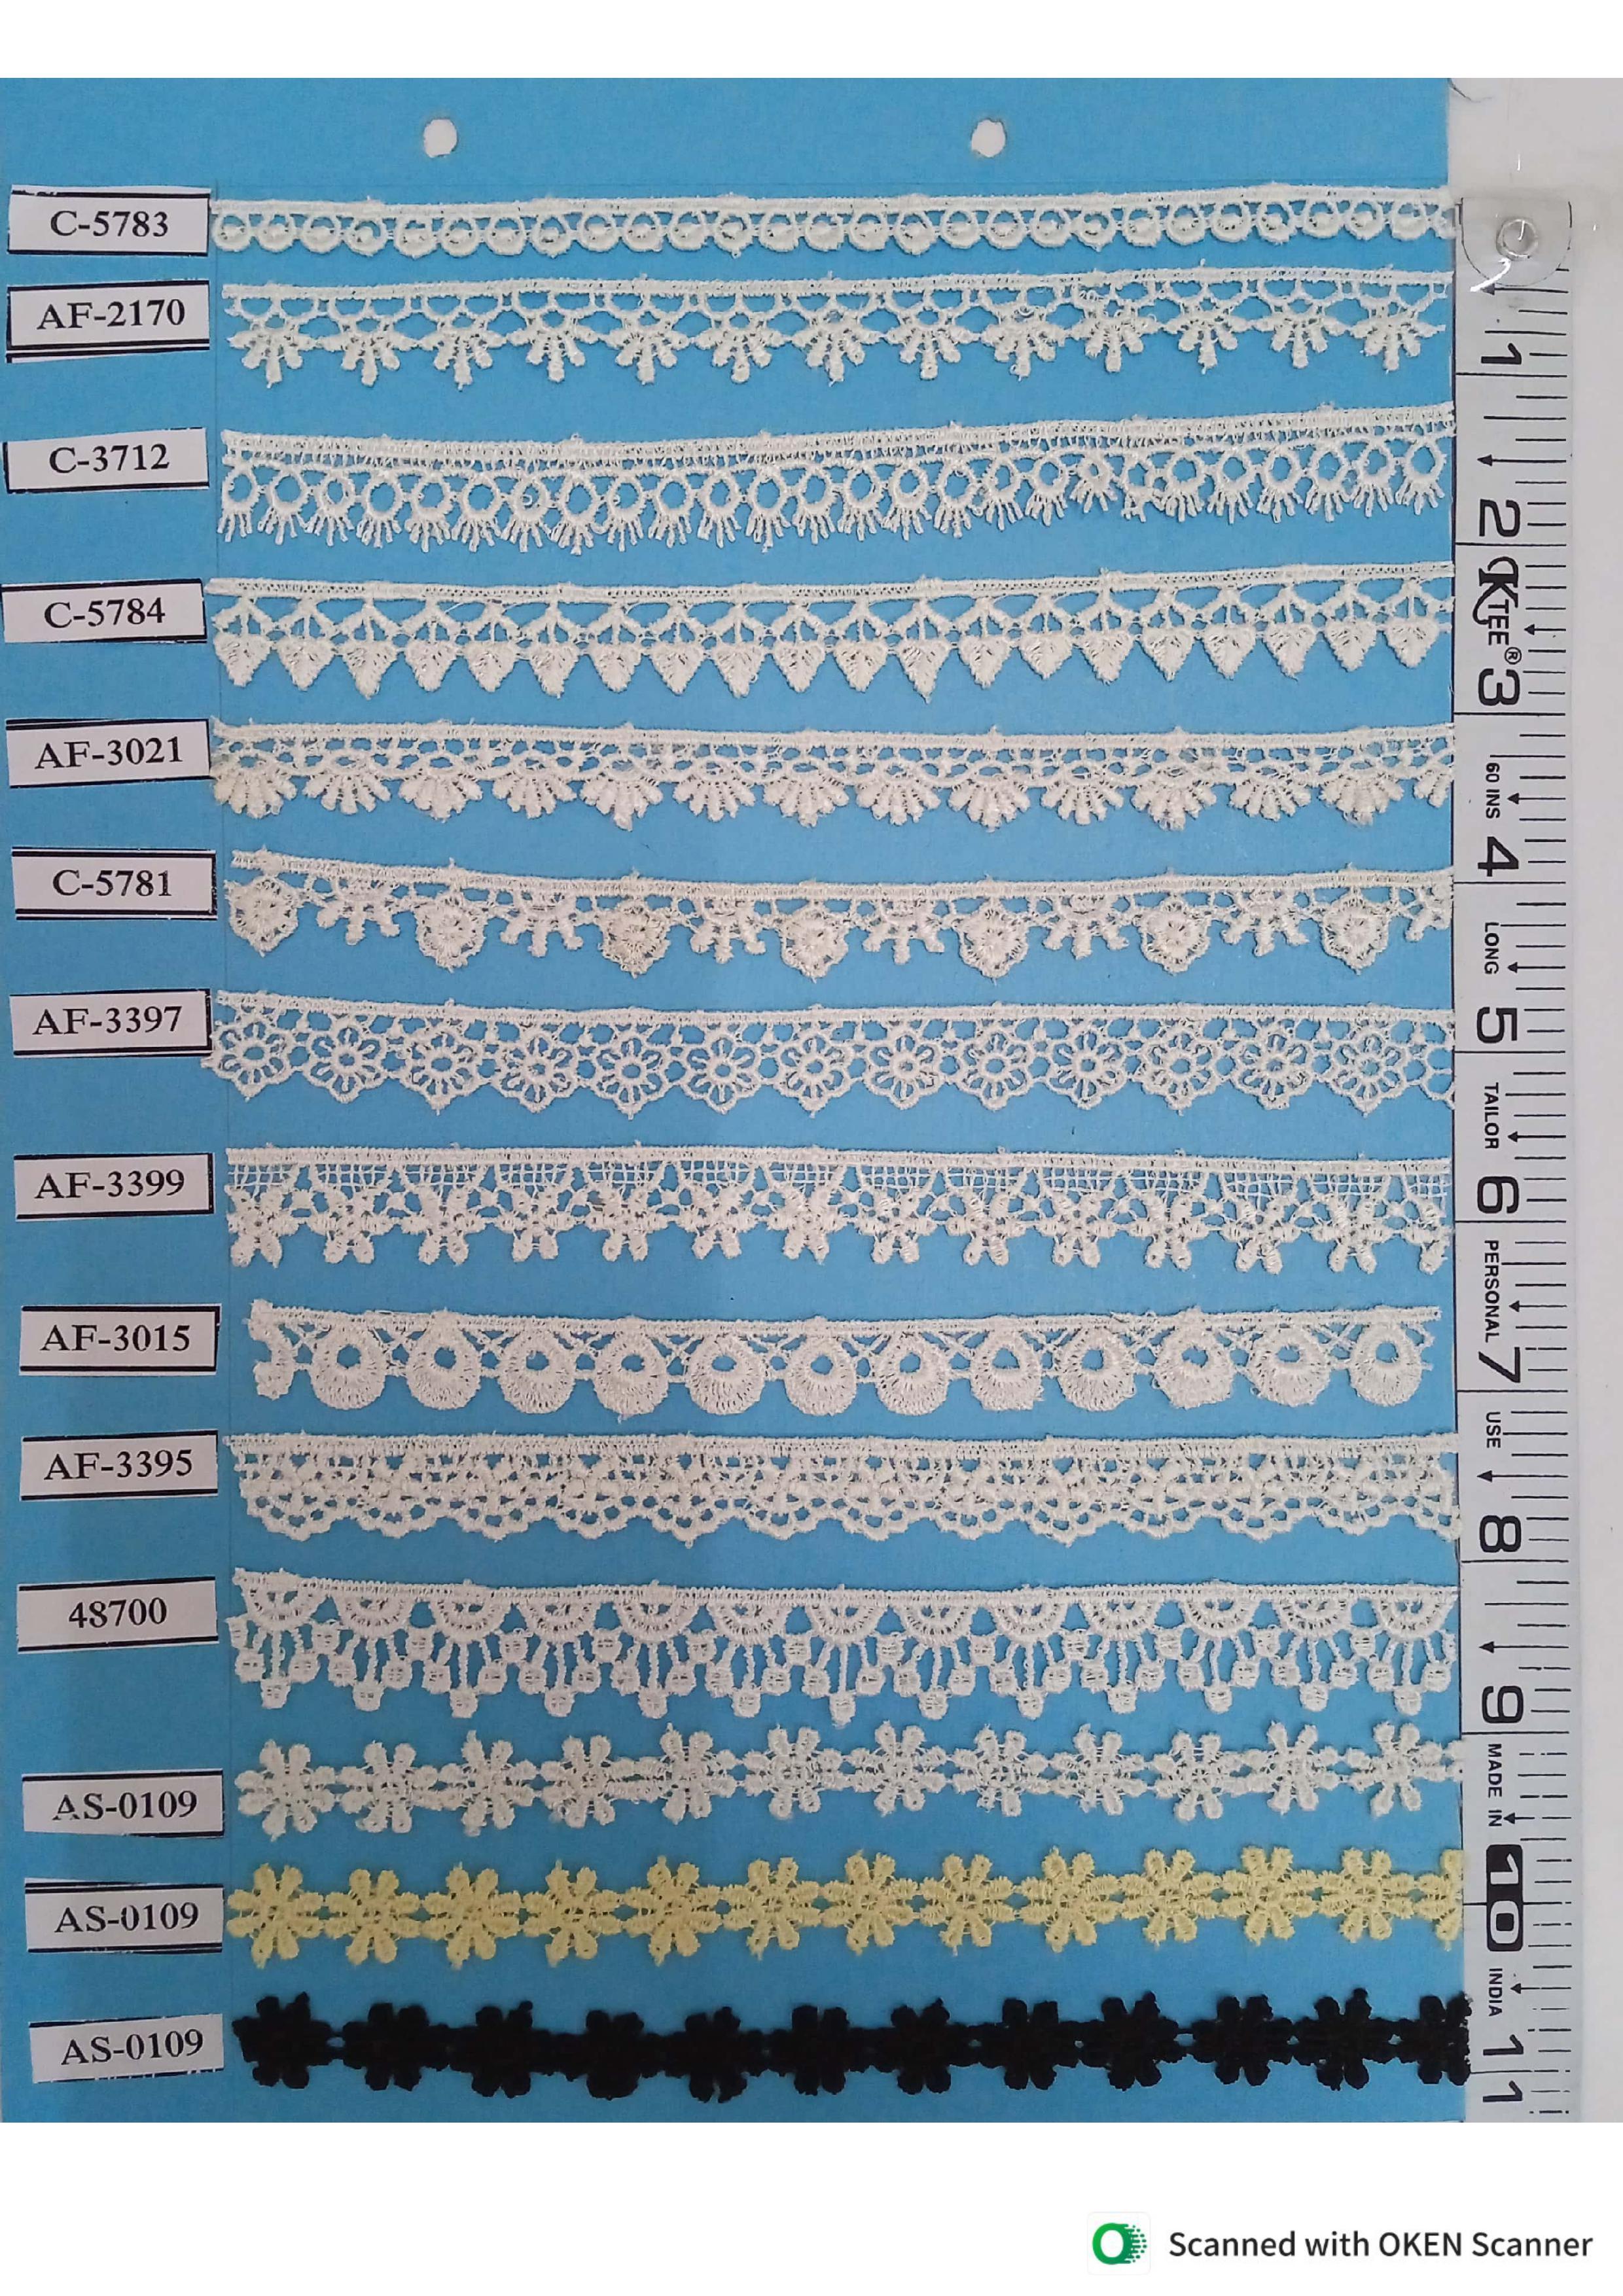 C-5783
AF-2170
C-3712
C-5784
AF-3021
C-5781
AF-3397
AF-3399
AF-3015
AF-3395
48700
AS-0109
AS-0109
AS-0109
1
2
KTEE®
3
60 INS
4
LONG
5
TAILOR
6
PERSONAL
7
USE
8
9
MADE IN
10
INDIA
11
Scanned with OKEN Scanner